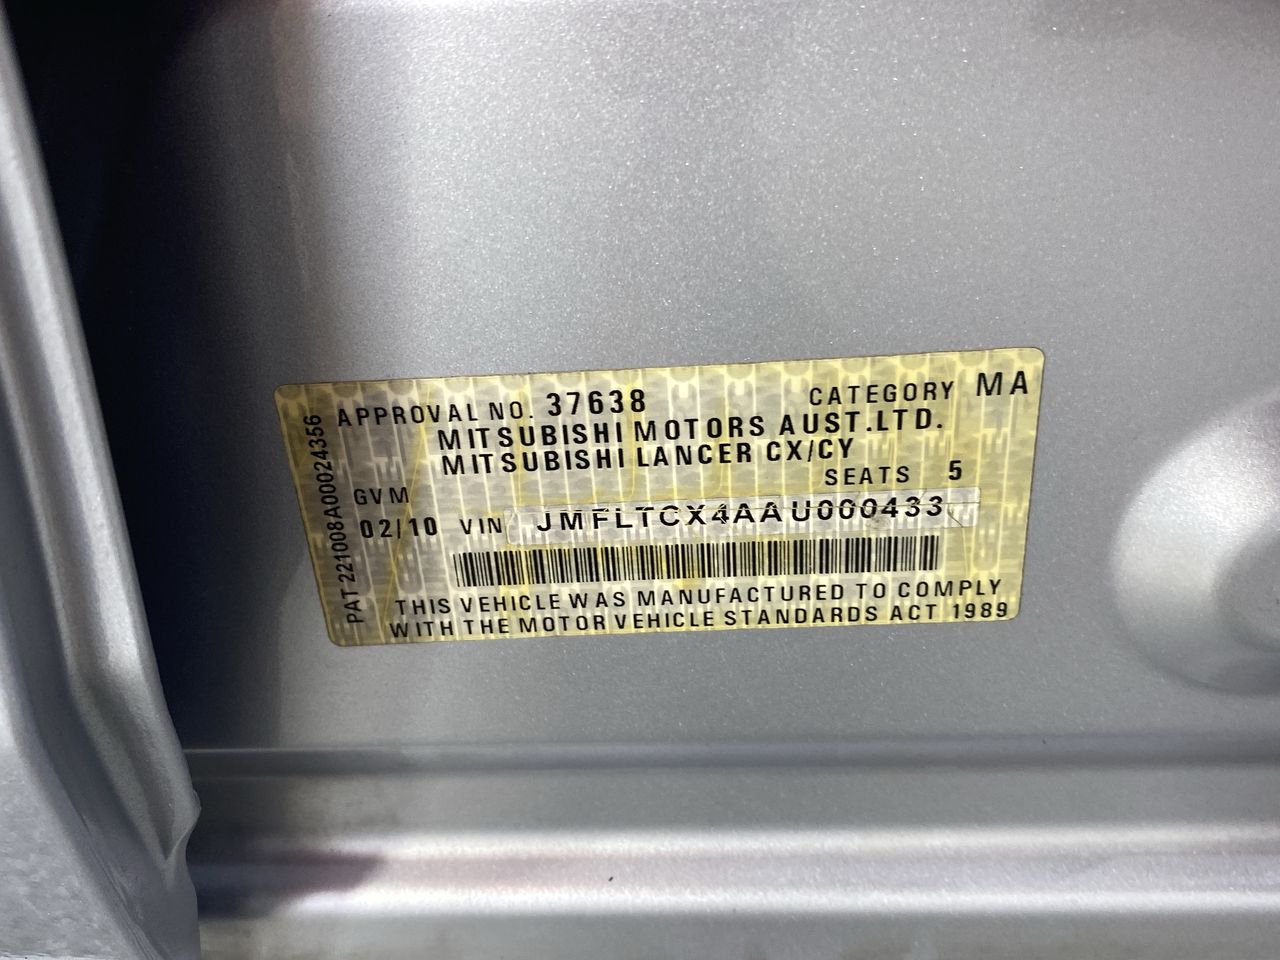 APPROVAL NO. 37638 CATEGORY MA
MITSUBISHI MOTORS AUST.LTD.
MITSUBISHI LANCER CX/CY
GVM SEATS 5
02/10 VIN JMFLTCX4AAU000433
THIS VEHICLE WAS MANUFACTURED TO COMPLY
WITH THE MOTOR VEHICLE STANDARDS ACT 1989
PAT 221008A00024356